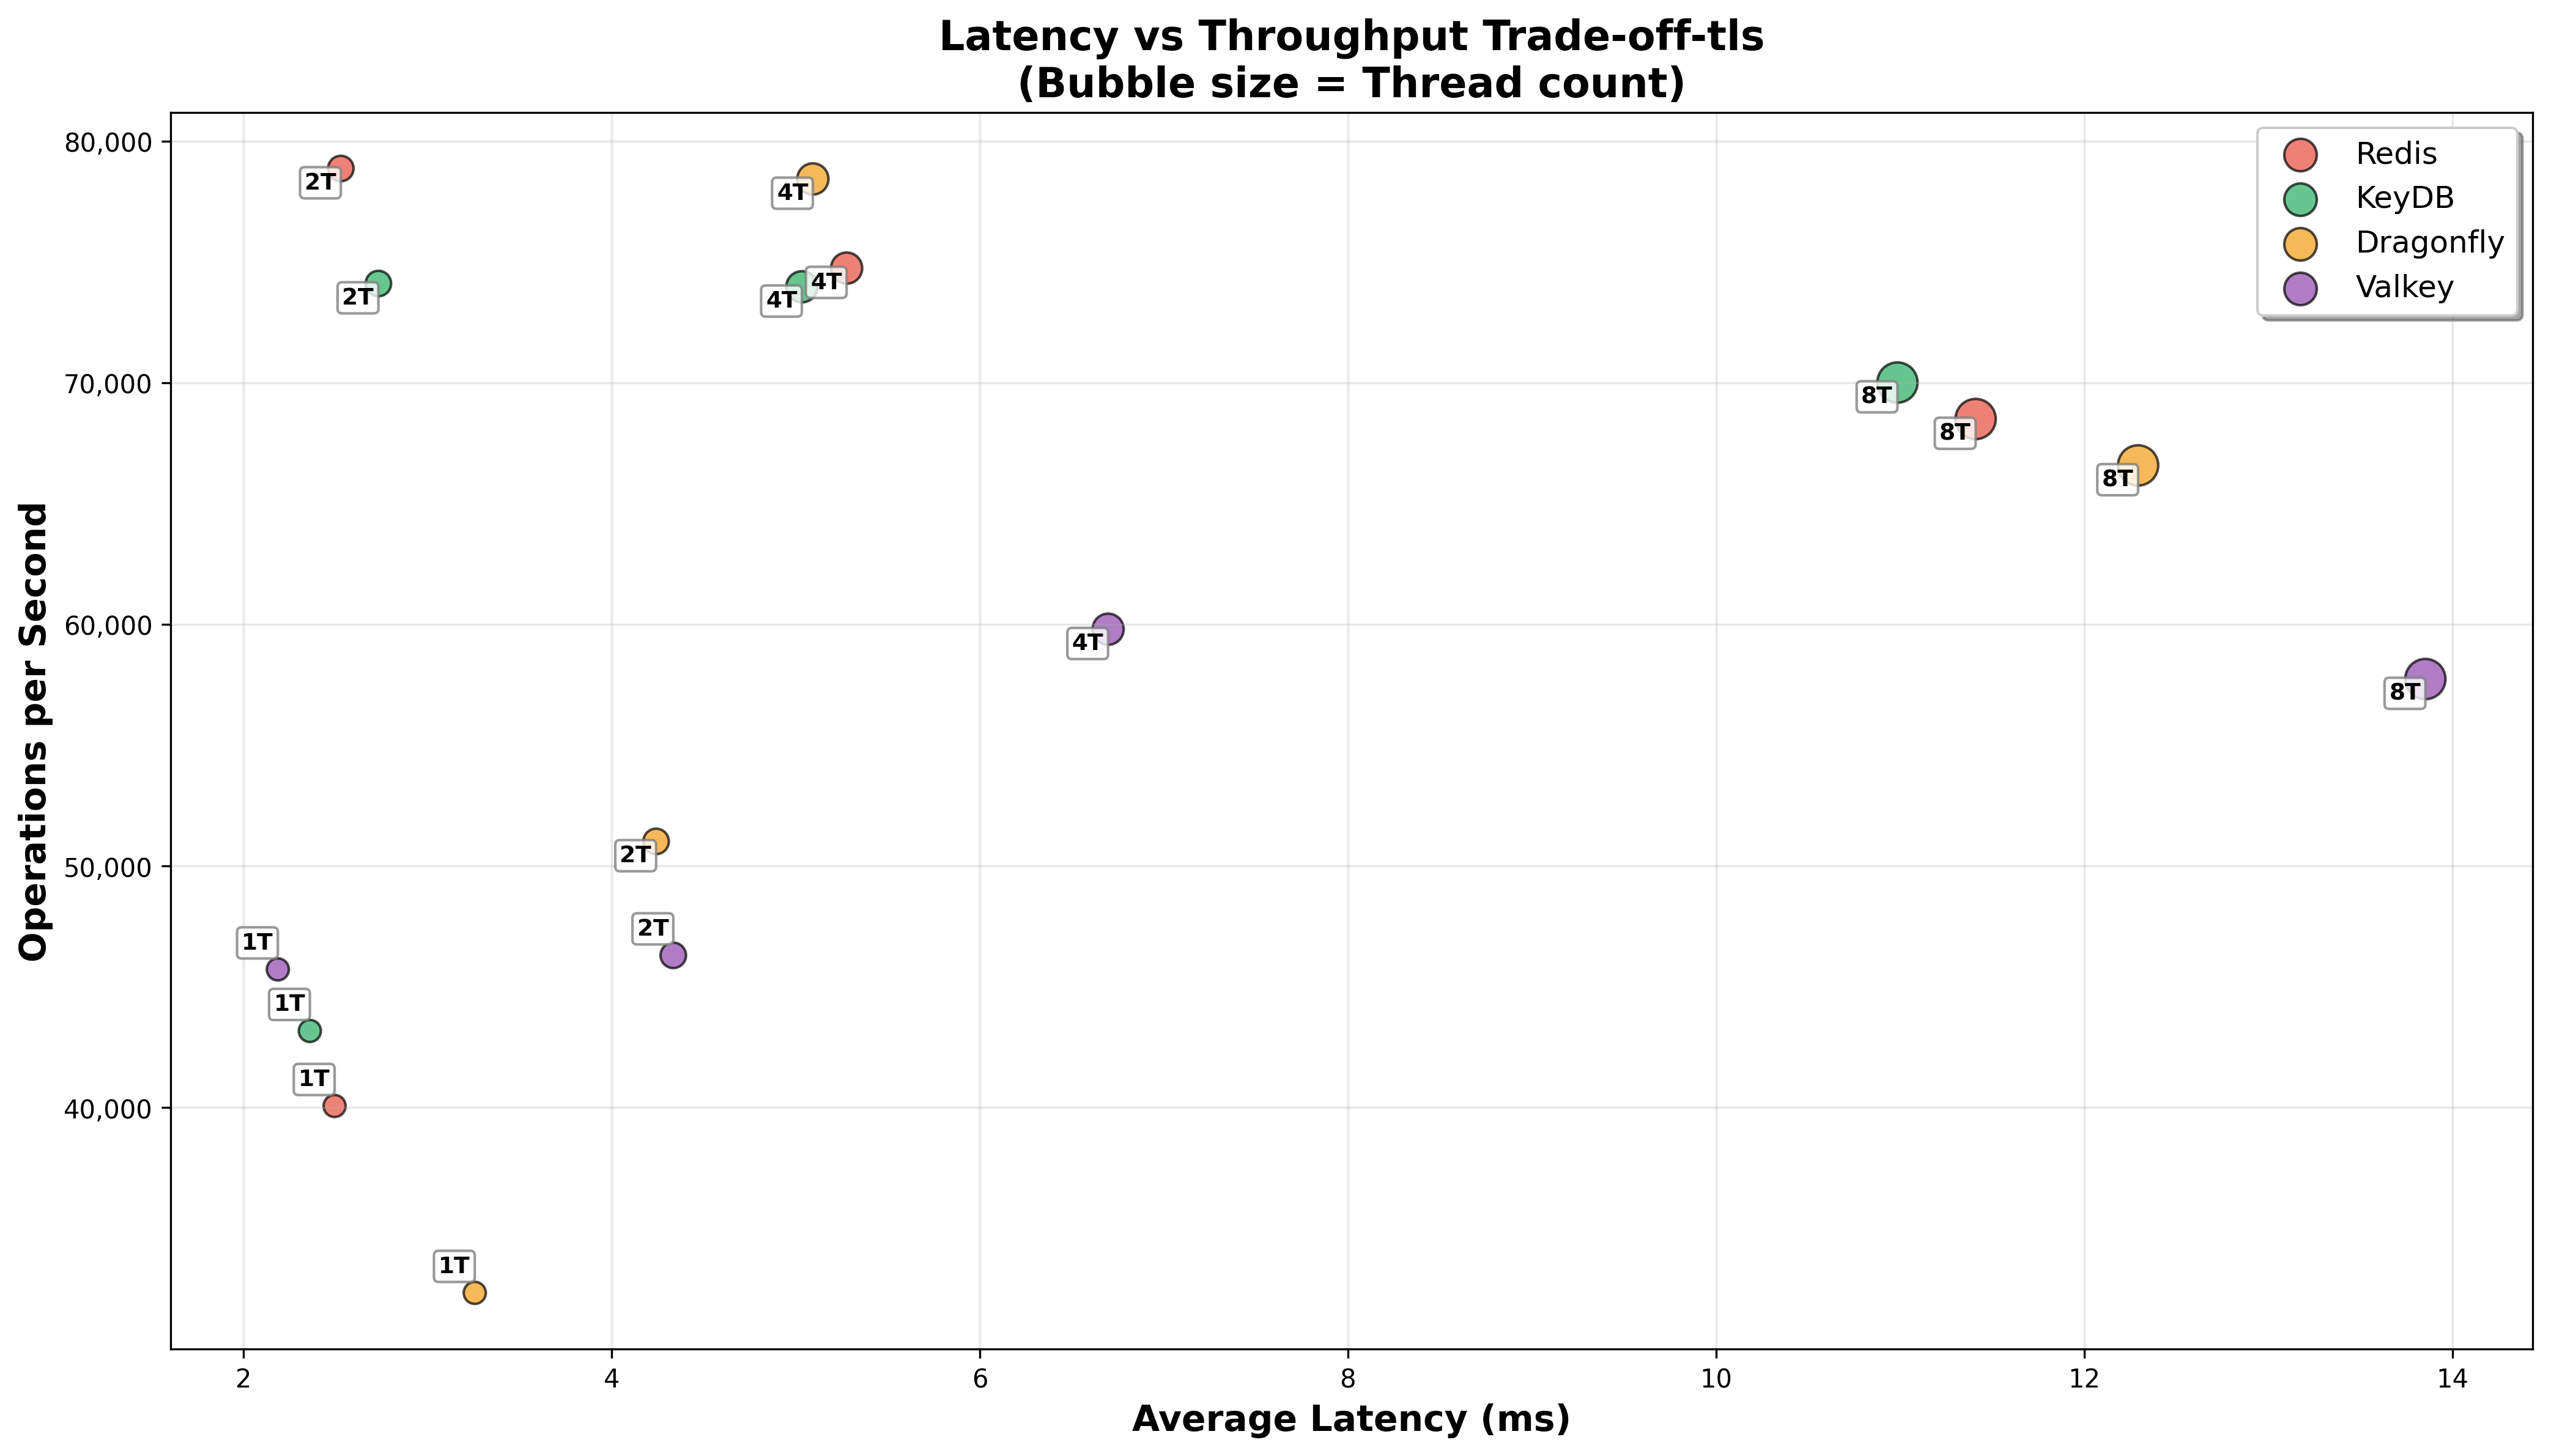 Latency vs Throughput Trade-off-tls
(Bubble size = Thread count)
Operations per Second
80,000
70,000
60,000
50,000
40,000
2T
4T
2T
4T
4T
8T
8T
8T
4T
8T
2T
2T
1T
1T
1T
1T
Redis
KeyDB
Dragonfly
Valkey
2
4
6
8
10
12
14
Average Latency (ms)